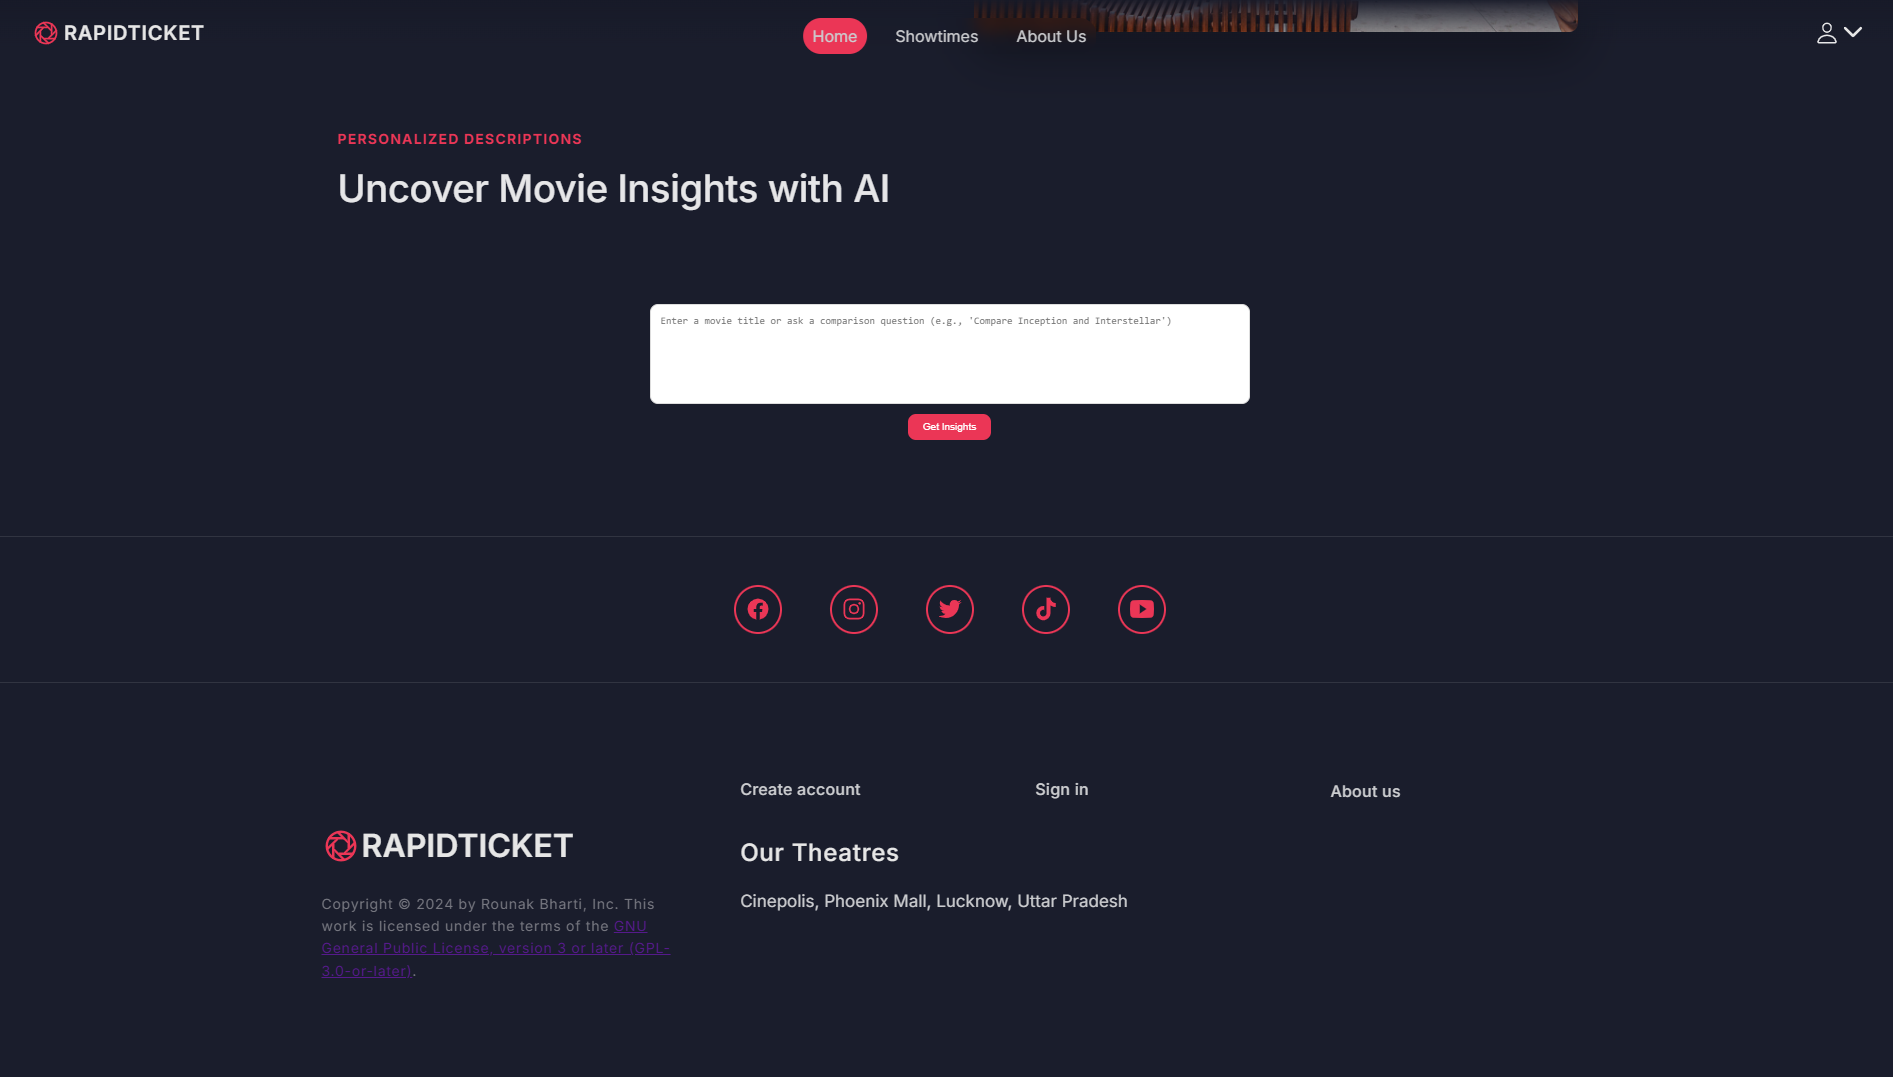 RAPIDTICKET
Home
Showtimes
About Us
PERSONALIZED DESCRIPTIONS
Uncover Movie Insights with AI
Enter a movie title or ask a comparison question (e.g., 'Compare Inception and Interstellar')
Get Insights
Create account
Sign in
About us
RAPIDTICKET
Copyright © 2024 by Rounak Bharti, Inc. This
work is licensed under the terms of the GNU
General Public License, version 3 or later (GPL-
3.0-or-later).
Our Theatres
Cinepolis, Phoenix Mall, Lucknow, Uttar Pradesh